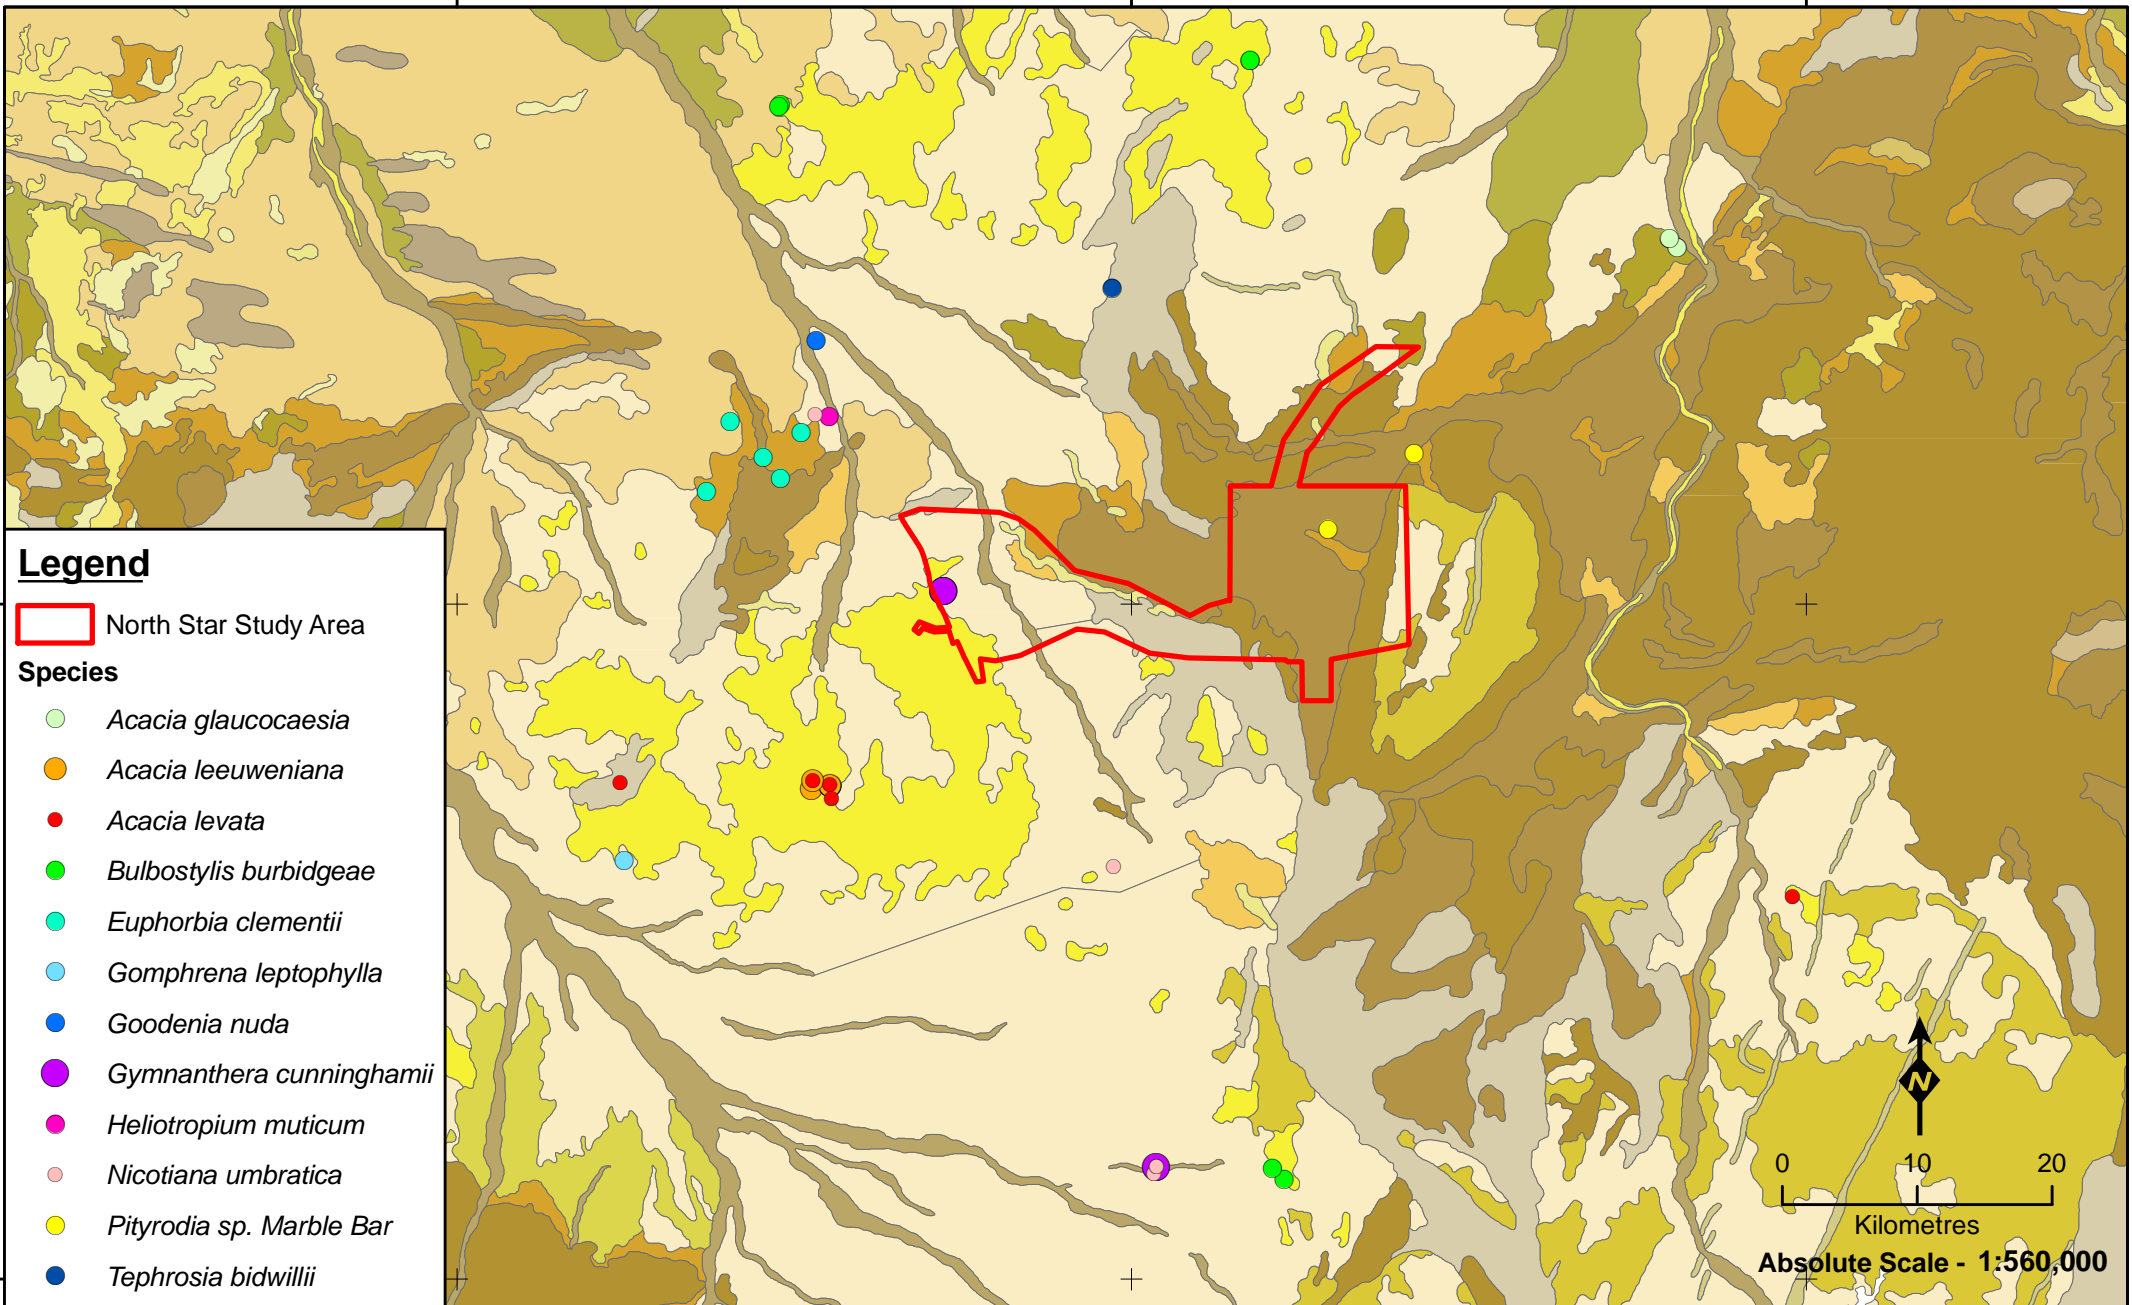 Legend
North Star Study Area
Species
Acacia glaucocaesia
Acacia leeuweniana
Acacia levata
Bulbostylis burbidgeae
Euphorbia clementii
Gomphrena leptophylla
Goodenia nuda
Gymnanthera cunninghamii
Heliotropium muticum
Nicotiana umbratica
Pityrodia sp. Marble Bar
Tephrosia bidwillii
N
0 10 20
Kilometres
Absolute Scale - 1:560,000